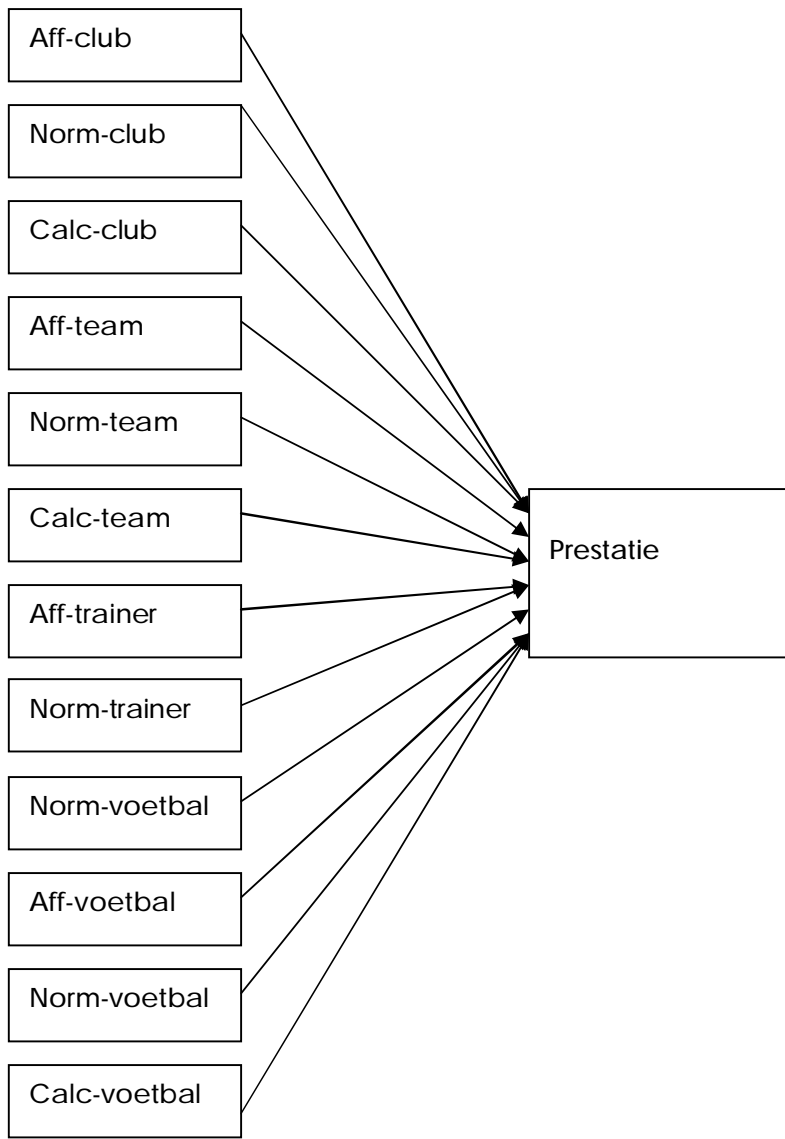 Aff-club
Norm-club
Calc-club
Aff-team
Norm-team
Calc-team
Aff-trainer
Norm-trainer
Norm-voetbal
Aff-voetbal
Norm-voetbal
Calc-voetbal
Prestatie